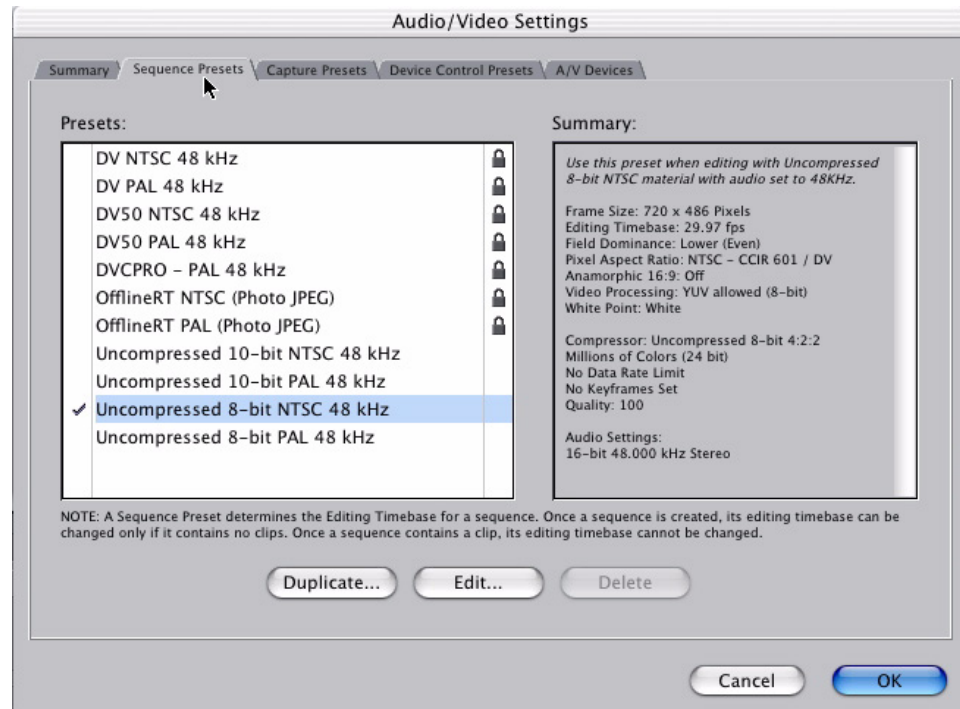 Audio/Video Settings
Summary
Sequence Presets
Capture Presets
Device Control Presets
A/V Devices
Presets:
DV NTSC 48 kHz
DV PAL 48 kHz
DV50 NTSC 48 kHz
DV50 PAL 48 kHz
DVCPRO - PAL 48 kHz
OfflineRT NTSC (Photo JPEG)
OfflineRT PAL (Photo JPEG)
Uncompressed 10-bit NTSC 48 kHz
Uncompressed 10-bit PAL 48 kHz
Uncompressed 8-bit NTSC 48 kHz
Uncompressed 8-bit PAL 48 kHz
Summary:
Use this preset when editing with Uncompressed
8-bit NTSC material with audio set to 48KHz.
Frame Size: 720 x 486 Pixels
Editing Timebase: 29.97 fps
Field Dominance: Lower (Even)
Pixel Aspect Ratio: NTSC - CCIR 601 / DV
Anamorphic 16:9: Off
Video Processing: YUV allowed (8-bit)
White Point: White
Compressor: Uncompressed 8-bit 4:2:2
Millions of Colors (24 bit)
No Data Rate Limit
No Keyframes Set
Quality: 100
Audio Settings:
16-bit 48.000 kHz Stereo
NOTE: A Sequence Preset determines the Editing Timebase for a sequence. Once a sequence is created, its editing timebase can be
changed only if it contains no clips. Once a sequence contains a clip, its editing timebase cannot be changed.
Duplicate...
Edit...
Delete
Cancel
OK